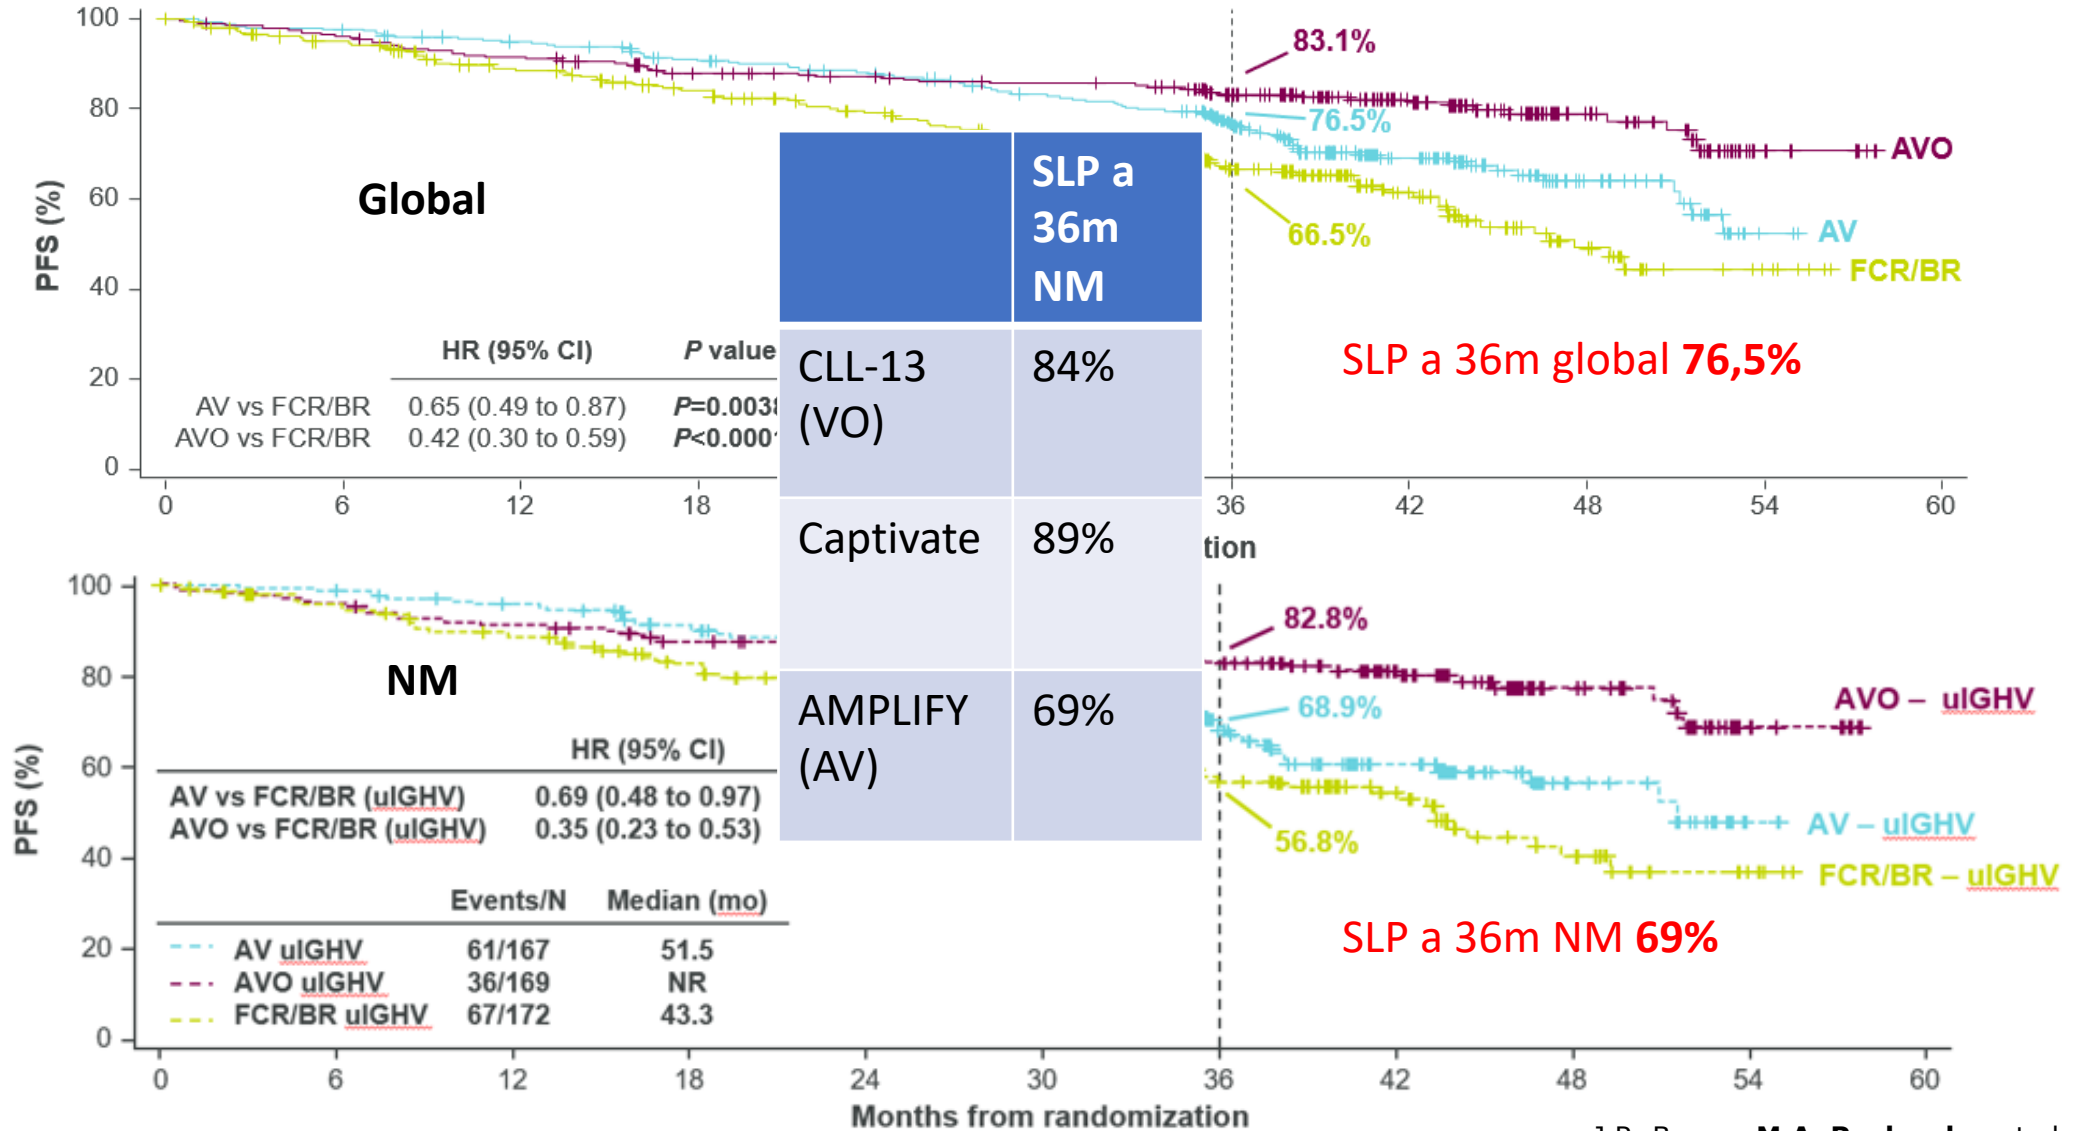 100
80
60
40
20
0
PFS (%)
Global
83.1%
76.5%
66.5%
AVO
AV
FCR/BR
HR (95% CI) P value
AV vs FCR/BR 0.65 (0.49 to 0.87)
AVO vs FCR/BR 0.42 (0.30 to 0.59)
SLP a 36m global 76,5%
0 6 12 18 36 42 48 54 60
SLP a
36m
NM
CLL-13 84%
(VO)
Captivate 89%
AMPLIFY 69%
(AV)
100
80
60
40
20
0
PFS (%)
NM
82.8%
68.9%
56.8%
AVO – uIGHV
AV – uIGHV
FCR/BR – uIGHV
HR (95% CI)
AV vs FCR/BR (uIGHV) 0.69 (0.48 to 0.97)
AVO vs FCR/BR (uIGHV) 0.35 (0.23 to 0.53)
Events/N Median (mo)
AV uIGHV 61/167 51.5
AVO uIGHV 36/169 NR
FCR/BR uIGHV 67/172 43.3
SLP a 36m NM 69%
0 6 12 18 24 30 36 42 48 54 60
Months from randomization